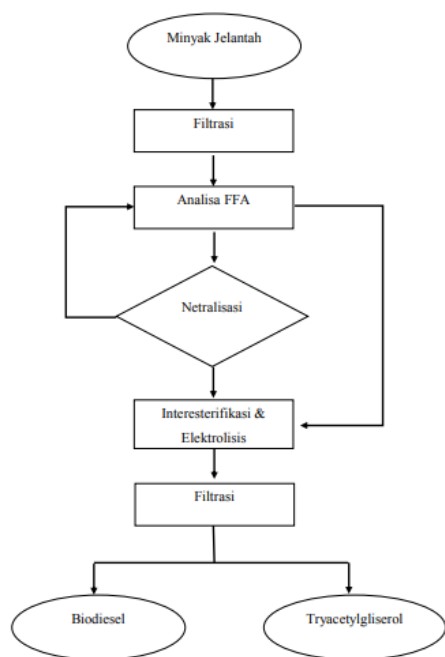 Minyak Jelantah
Filtrasi
Analisa FFA
Netralisasi
Interesterifikasi &
Elektrolisis
Filtrasi
Biodiesel
Tryacetylgliserol